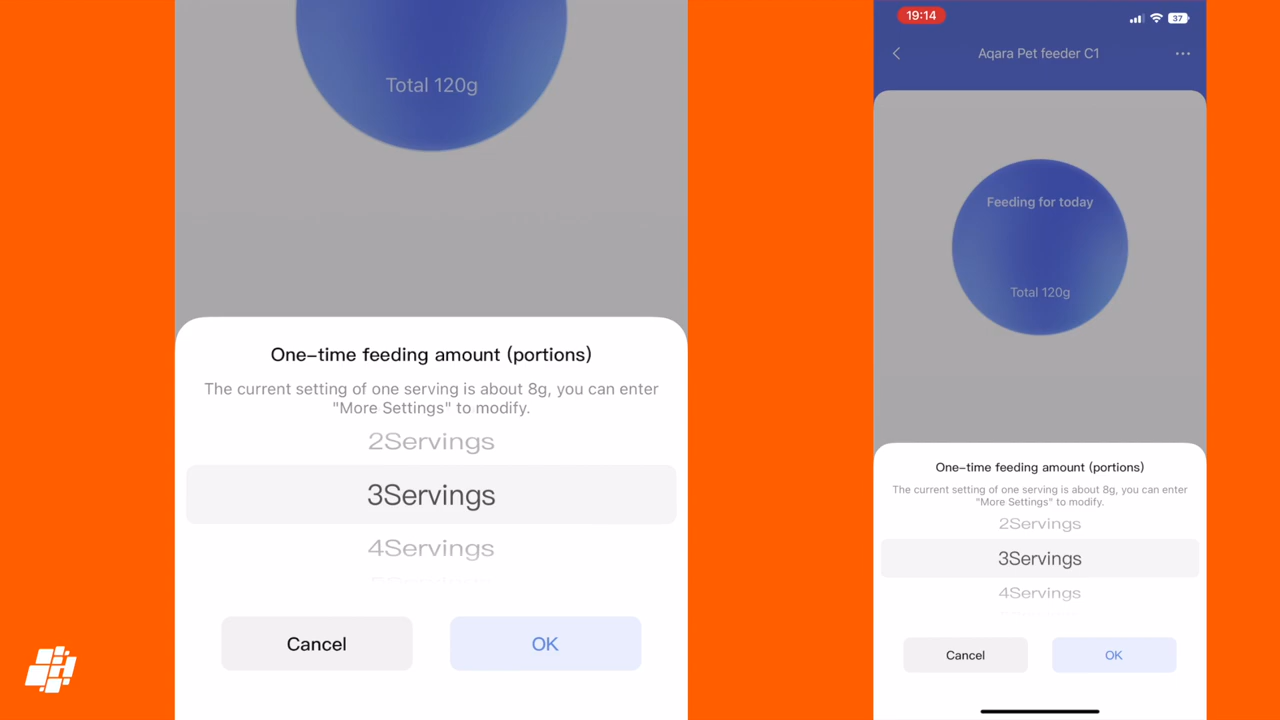 Total 120g
One-time feeding amount (portions)
The current setting of one serving is about 8g, you can enter
"More Settings" to modify.
2Servings
3Servings
4Servings
Cancel
OK
19:14
37
Aqara Pet feeder C1
Feeding for today
Total 120g
One-time feeding amount (portions)
The current setting of one serving is about 8g, you can enter
"More Settings" to modify.
2Servings
3Servings
4Servings
Cancel
OK